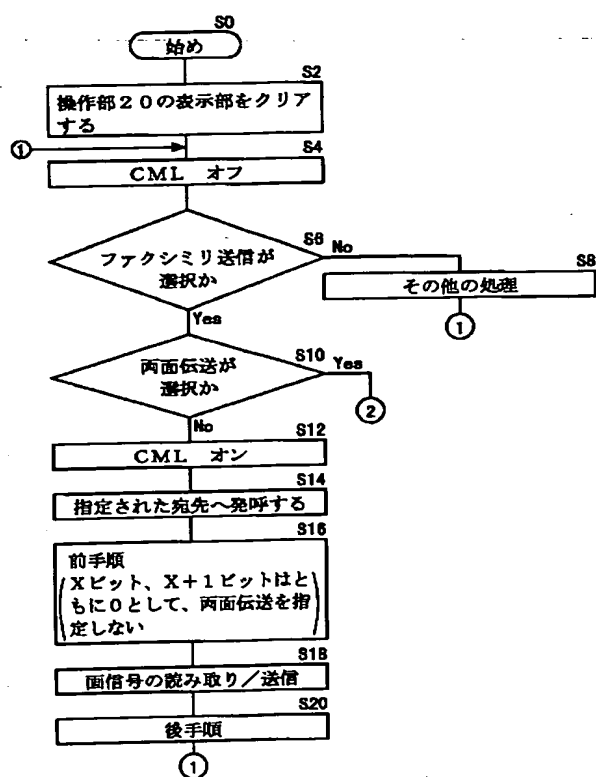 S0
始め
S2
操作部20の表示部をクリア
する
①
S4
CML オフ
S6
ファクシミリ送信が
選択か
No
S8
その他の処理
①
Yes
S10
両面伝送が
選択か
Yes
②
No
S12
CML オン
S14
指定された宛先へ発呼する
S16
前手順
(Xビット、X+1ビットはと
もに0として、両面伝送を指
定しない)
S18
面信号の読み取り/送信
S20
後手順
①